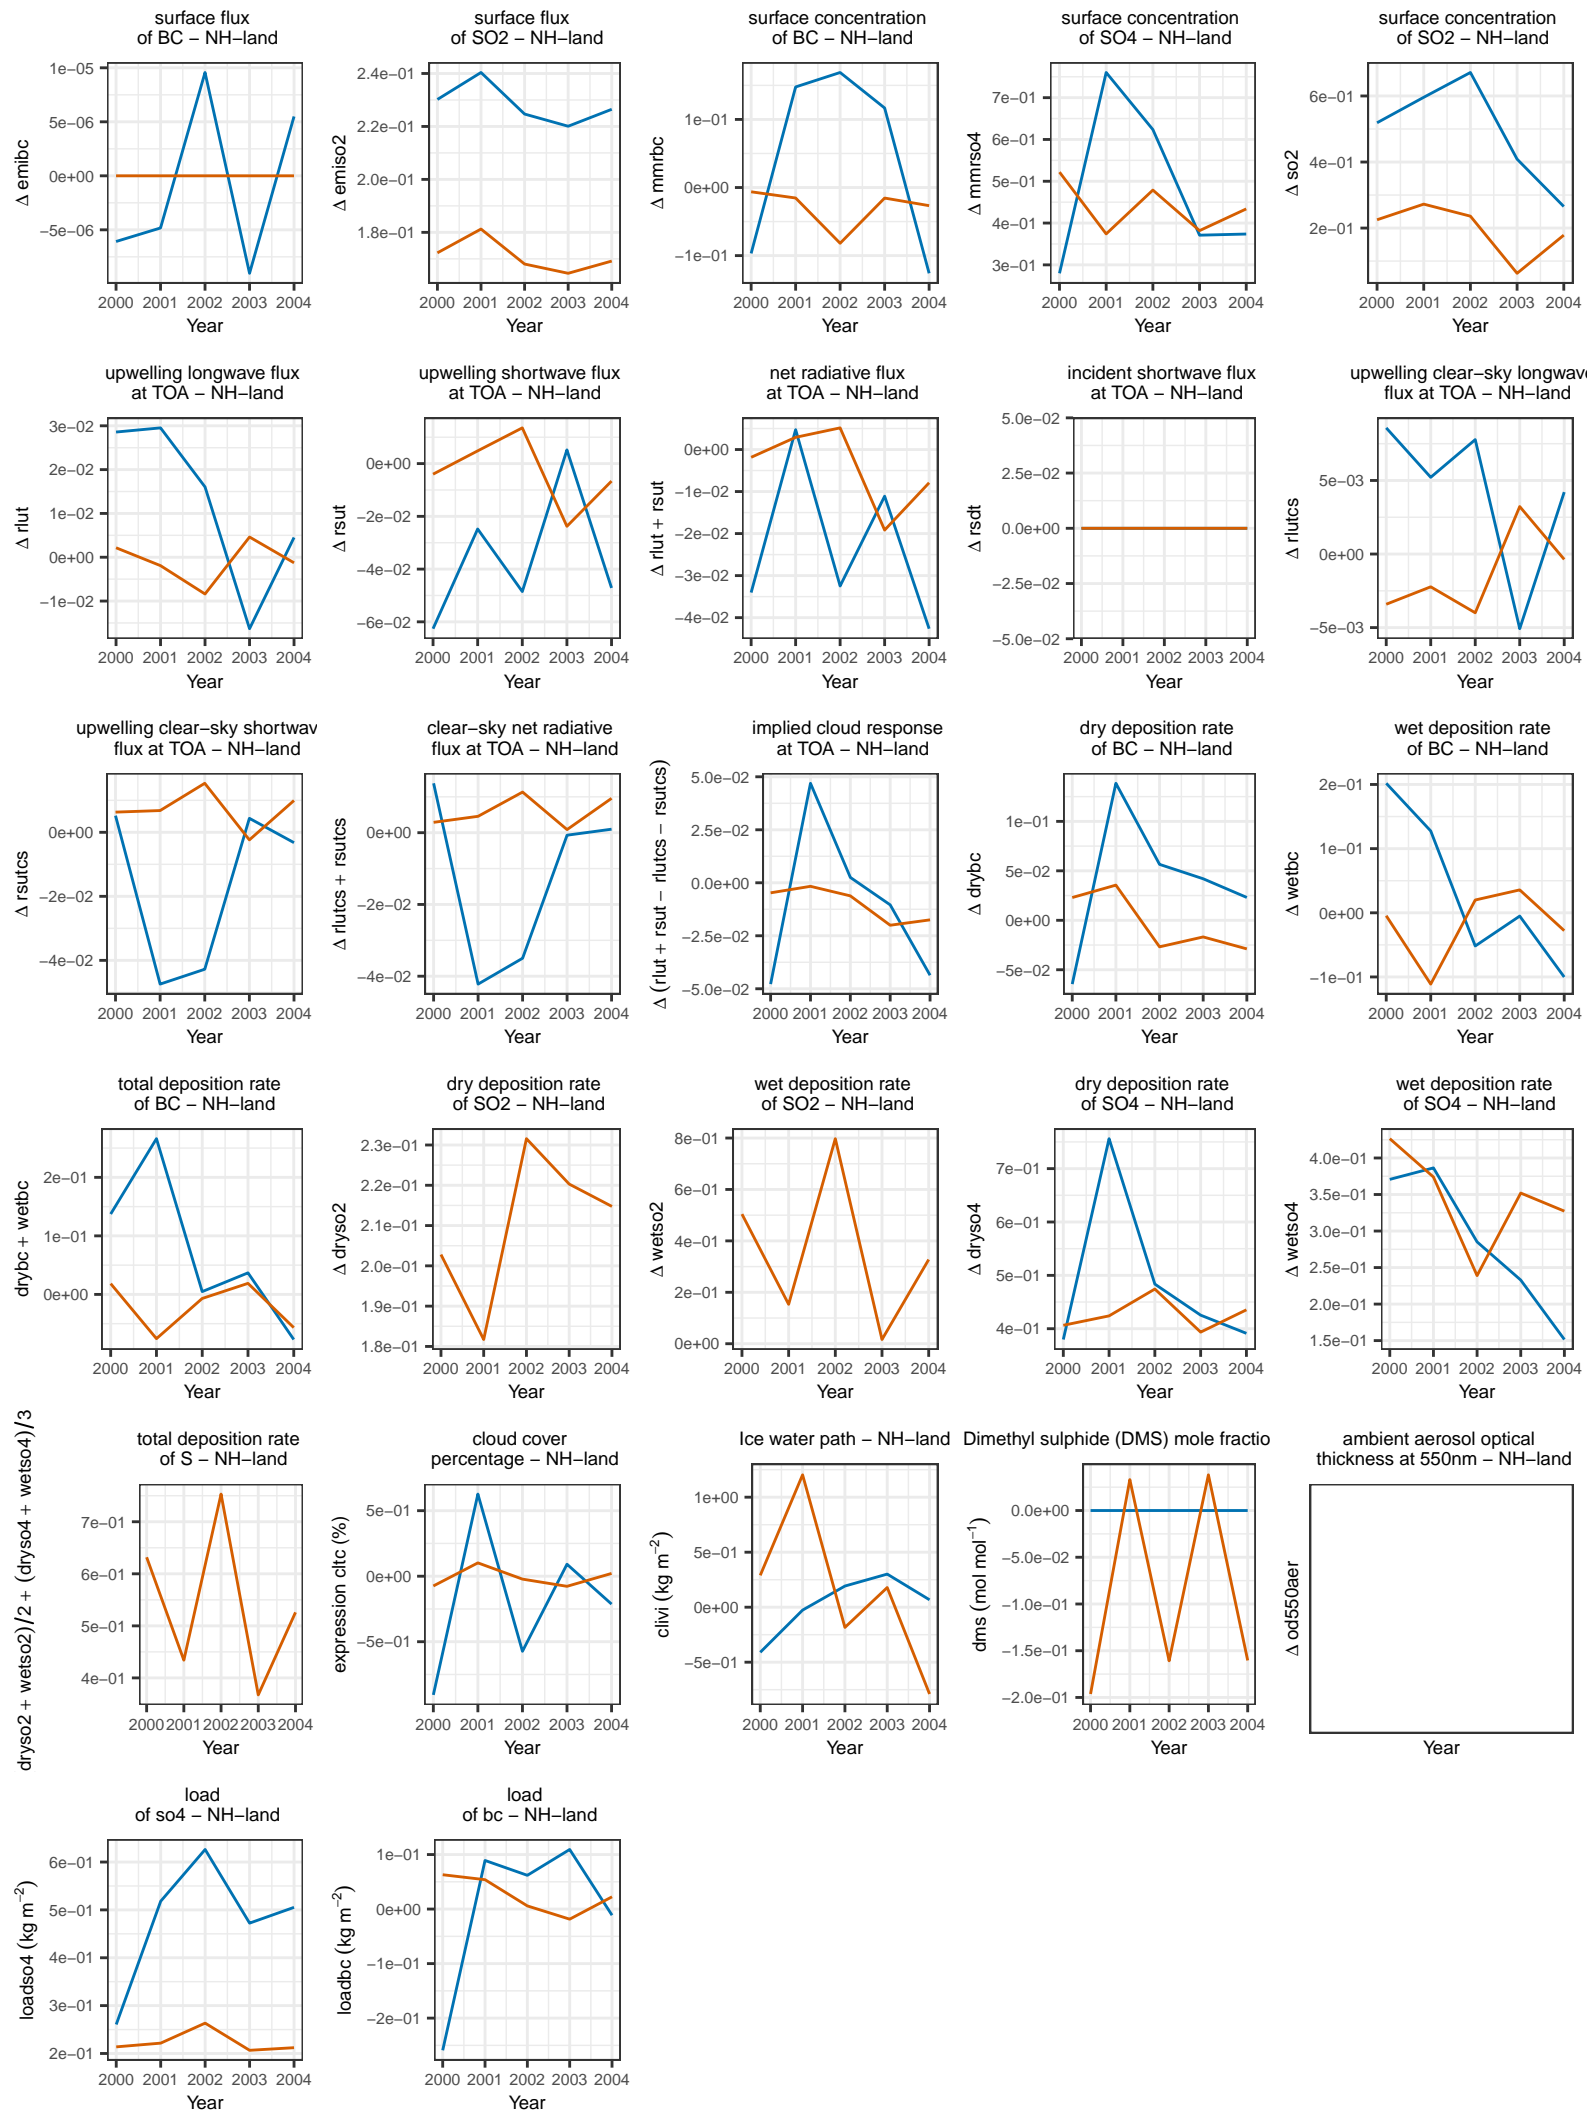 surface flux
of BC − NH−land
1e−05
5e−06
0e+00
−5e−06
Δ emibc
2000 2001 2002 2003 2004
Year
surface flux
of SO2 − NH−land
2.4e−01
2.2e−01
2.0e−01
1.8e−01
Δ emiso2
2000 2001 2002 2003 2004
Year
surface concentration
of BC − NH−land
1e−01
0e+00
−1e−01
Δ mmrbc
2000 2001 2002 2003 2004
Year
surface concentration
of SO4 − NH−land
7e−01
6e−01
5e−01
4e−01
3e−01
Δ mmrso4
2000 2001 2002 2003 2004
Year
surface concentration
of SO2 − NH−land
6e−01
4e−01
2e−01
Δ so2
2000 2001 2002 2003 2004
Year
upwelling longwave flux
at TOA − NH−land
3e−02
2e−02
1e−02
0e+00
−1e−02
Δ rlut
2000 2001 2002 2003 2004
Year
upwelling shortwave flux
at TOA − NH−land
0e+00
−2e−02
−4e−02
−6e−02
Δ rsut
2000 2001 2002 2003 2004
Year
net radiative flux
at TOA − NH−land
0e+00
−1e−02
−2e−02
−3e−02
−4e−02
Δ rlut + rsut
2000 2001 2002 2003 2004
Year
incident shortwave flux
at TOA − NH−land
5.0e−02
2.5e−02
0.0e+00
−2.5e−02
−5.0e−02
Δ rsdt
2000 2001 2002 2003 2004
Year
upwelling clear−sky longwave
flux at TOA − NH−land
5e−03
0e+00
−5e−03
Δ rlutcs
2000 2001 2002 2003 2004
Year
upwelling clear−sky shortwav
flux at TOA − NH−land
0e+00
−2e−02
−4e−02
Δ rsutcs
2000 2001 2002 2003 2004
Year
clear−sky net radiative
flux at TOA − NH−land
0e+00
−2e−02
−4e−02
Δ rlutcs + rsutcs
2000 2001 2002 2003 2004
Year
implied cloud response
at TOA − NH−land
5.0e−02
2.5e−02
0.0e+00
−2.5e−02
−5.0e−02
Δ (rlut + rsut − rlutcs − rsutcs)
2000 2001 2002 2003 2004
Year
dry deposition rate
of BC − NH−land
1e−01
5e−02
0e+00
−5e−02
Δ drybc
2000 2001 2002 2003 2004
Year
wet deposition rate
of BC − NH−land
2e−01
1e−01
0e+00
−1e−01
Δ wetbc
2000 2001 2002 2003 2004
Year
total deposition rate
of BC − NH−land
2e−01
1e−01
0e+00
drybc + wetbc
2000 2001 2002 2003 2004
Year
dry deposition rate
of SO2 − NH−land
2.3e−01
2.2e−01
2.1e−01
2.0e−01
1.9e−01
1.8e−01
Δ dryso2
2000 2001 2002 2003 2004
Year
wet deposition rate
of SO2 − NH−land
8e−01
6e−01
4e−01
2e−01
0e+00
Δ wetso2
2000 2001 2002 2003 2004
Year
dry deposition rate
of SO4 − NH−land
7e−01
6e−01
5e−01
4e−01
Δ dryso4
2000 2001 2002 2003 2004
Year
wet deposition rate
of SO4 − NH−land
4.0e−01
3.5e−01
3.0e−01
2.5e−01
2.0e−01
1.5e−01
Δ wetso4
2000 2001 2002 2003 2004
Year
total deposition rate
of S − NH−land
7e−01
6e−01
5e−01
4e−01
dryso2 + wetso2)/2 + (dryso4 + wetso4)/3
2000 2001 2002 2003 2004
Year
cloud cover
percentage − NH−land
5e−01
0e+00
−5e−01
expression cltc (%)
2000 2001 2002 2003 2004
Year
Ice water path − NH−land
1e+00
5e−01
0e+00
−5e−01
clivi (kg m−2)
2000 2001 2002 2003 2004
Year
Dimethyl sulphide (DMS) mole fractio
0.0e+00
−5.0e−02
−1.0e−01
−1.5e−01
−2.0e−01
dms (mol mol−1)
2000 2001 2002 2003 2004
Year
ambient aerosol optical
thickness at 550nm − NH−land
Δ od550aer
Year
load
of so4 − NH−land
6e−01
5e−01
4e−01
3e−01
2e−01
loadso4 (kg m−2)
2000 2001 2002 2003 2004
Year
load
of bc − NH−land
1e−01
0e+00
−1e−01
−2e−01
loadbc (kg m−2)
2000 2001 2002 2003 2004
Year